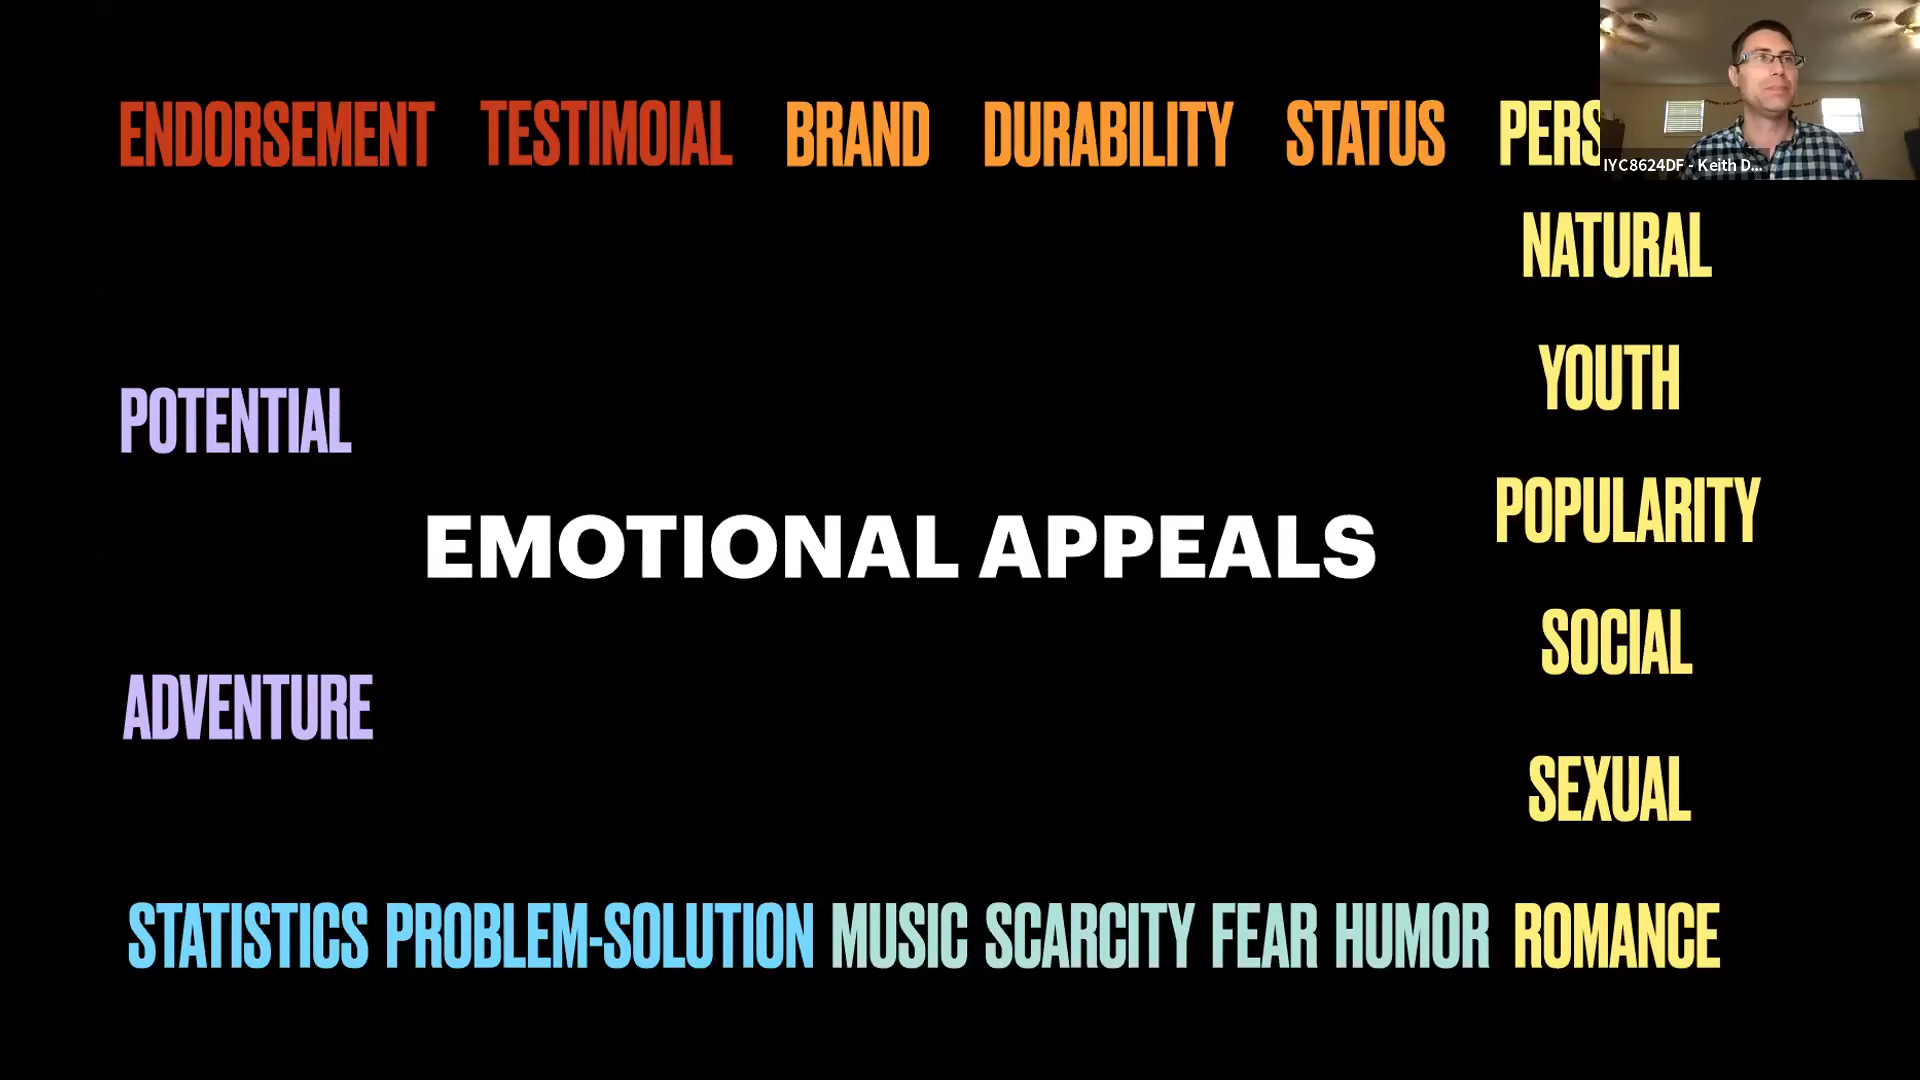 ENDORSEMENT TESTIMOIAL BRAND DURABILITY STATUS PERS
IYC8624DF - Keith D...
NATURAL
YOUTH
POTENTIAL
POPULARITY
EMOTIONAL APPEALS
SOCIAL
ADVENTURE
SEXUAL
STATISTICS PROBLEM-SOLUTION MUSIC SCARCITY FEAR HUMOR ROMANCE